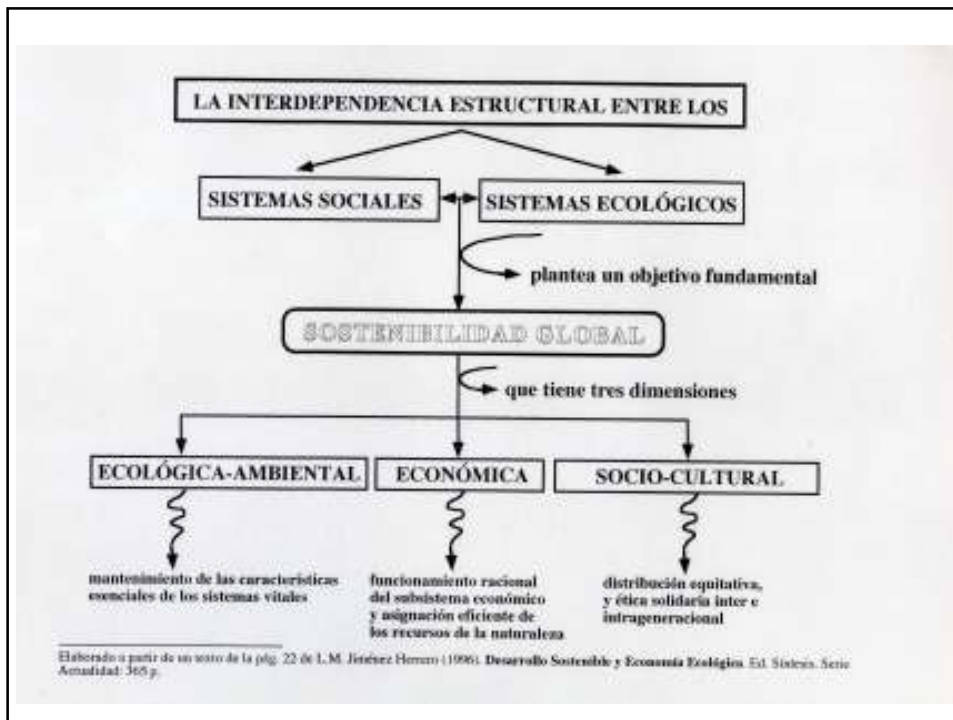 LA INTERDEPENDENCIA ESTRUCTURAL ENTRE LOS
SISTEMAS SOCIALES
SISTEMAS ECOLÓGICOS
plantea un objetivo fundamental
SOSTENIBILIDAD GLOBAL
que tiene tres dimensiones
ECOLÓGICA-AMBIENTAL
ECONÓMICA
SOCIO-CULTURAL
mantenimiento de las características
esenciales de los sistemas vitales
funcionamiento racional
del subsistema económico
y asignación eficiente de
los recursos de la naturaleza
distribución equitativa,
y ética solidaria inter e
intrageneracional
Elaborado a partir de un texto de la pág. 22 de L.M. Jiménez Herrero (1996). Desarrollo Sostenible y Economía Ecológica. Ed. Síntesis. Serie
Actualidad: 365 p.